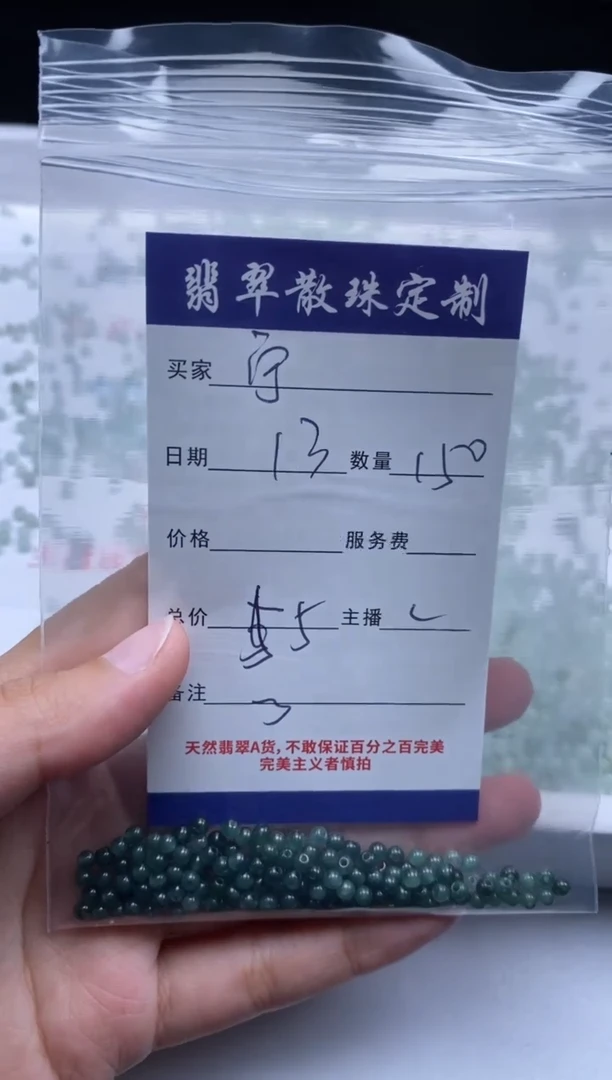 翡翠散珠定制
买家
日期 13 数量 150
价格 服务费
总价 5 主播
备注
天然翡翠A货,不敢保证百分之百完美
完美主义者慎拍